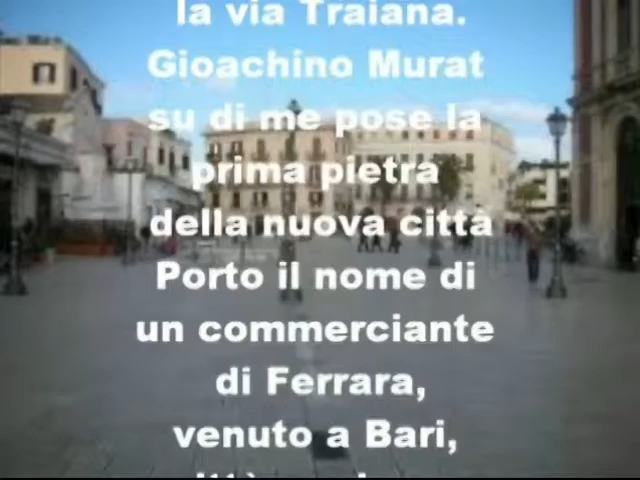 la via Traiana.
Gioachino Murat
su di me pose la
prima pietra
della nuova città
Porto il nome di
un commerciante
di Ferrara,
venuto a Bari,